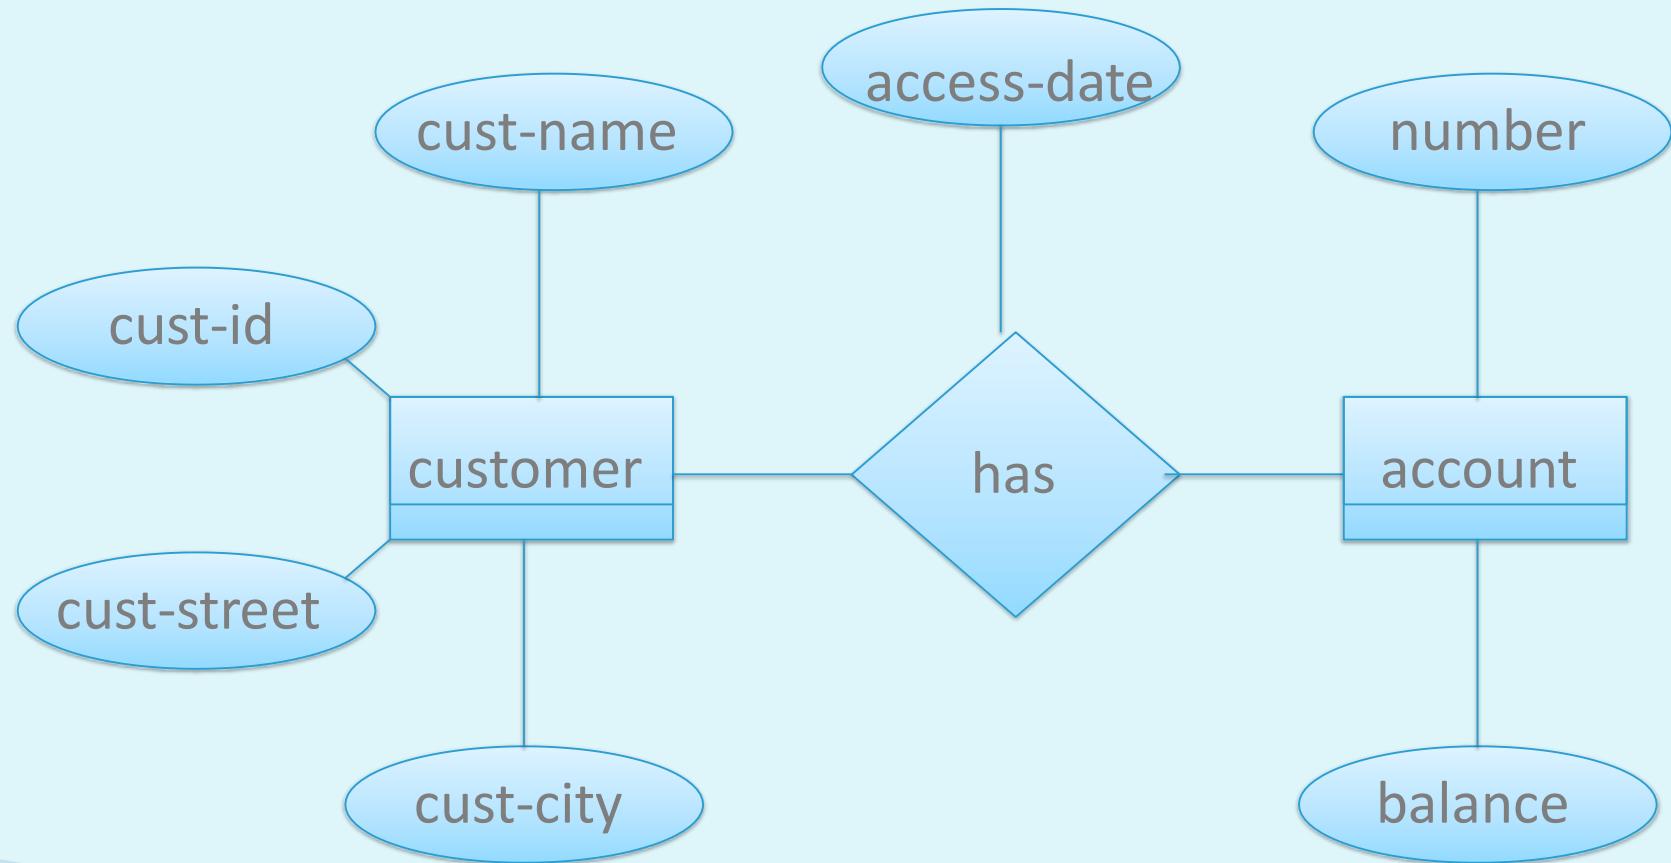 access-date
cust-name
number
cust-id
customer
has
account
cust-street
cust-city
balance